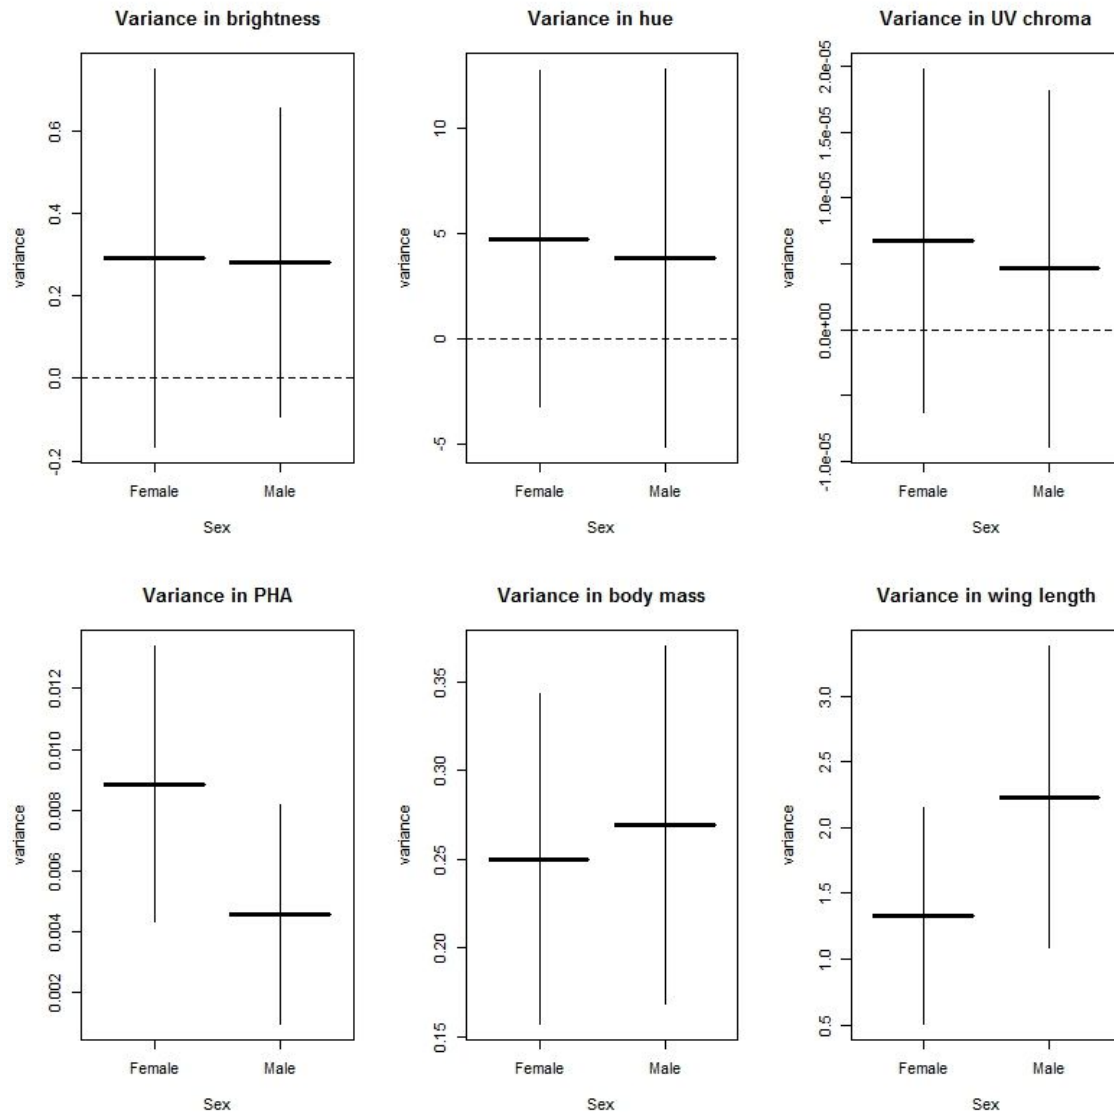 Variance in brightness
variance
0.6
0.4
0.2
0.0
-0.2
Female Male
Sex
Variance in hue
variance
10
5
0
-5
Female Male
Sex
Variance in UV chroma
variance
2.0e-05
1.5e-05
1.0e-05
0.0e+00
-1.0e-05
Female Male
Sex
Variance in PHA
variance
0.012
0.010
0.008
0.006
0.004
0.002
Female Male
Sex
Variance in body mass
variance
0.35
0.30
0.25
0.20
0.15
Female Male
Sex
Variance in wing length
variance
3.0
2.5
2.0
1.5
1.0
0.5
Female Male
Sex